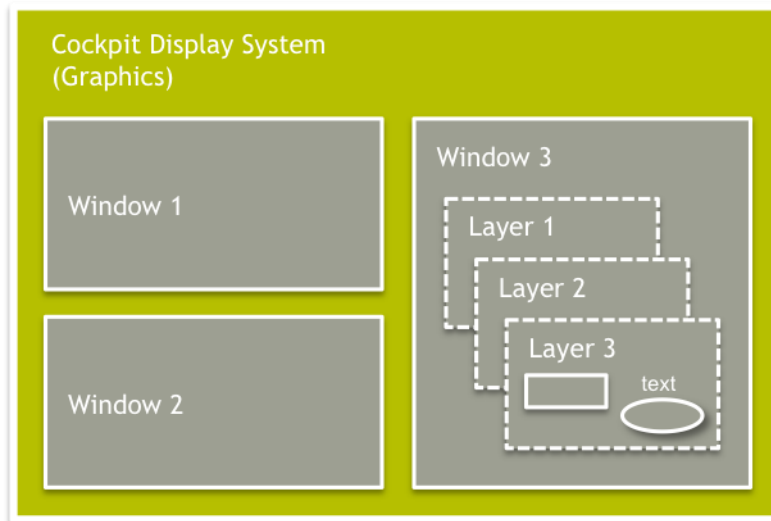 Cockpit Display System
(Graphics)
Window 1
Window 2
Window 3
Layer 1
Layer 2
Layer 3
text